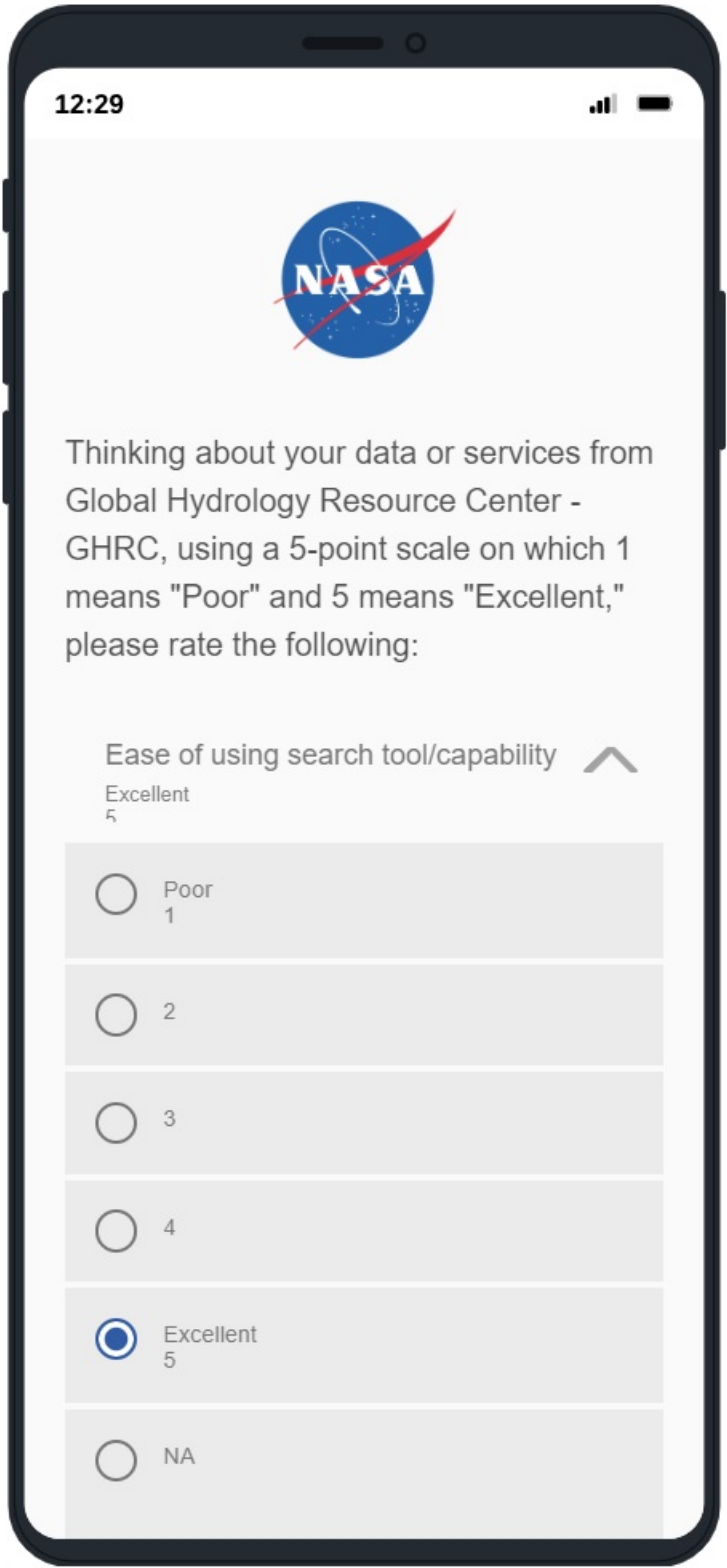 12:29
NASA
Thinking about your data or services from
Global Hydrology Resource Center -
GHRC, using a 5-point scale on which 1
means "Poor" and 5 means "Excellent,"
please rate the following:
Ease of using search tool/capability
Excellent
5
Poor
1
2
3
4
Excellent
5
NA